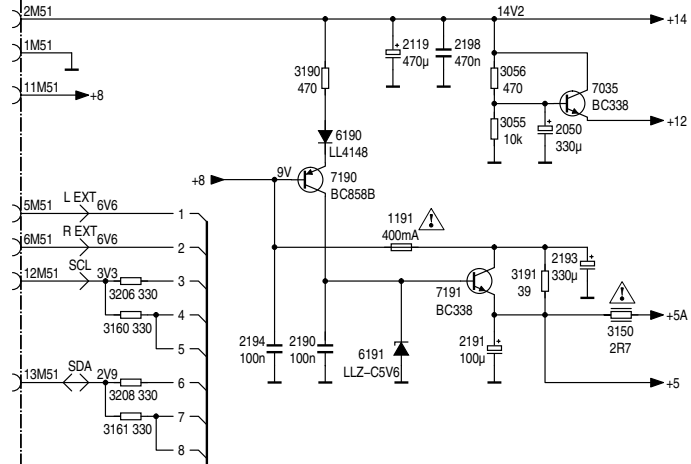 2M51
14V2
+14
1M51
2119
470µ
2198
470n
3190
470
3056
470
7035
BC338
11M51
+8
+12
3055
10k
2050
330µ
6190
LL4148
+8
9V
7190
BC858B
5M51
L EXT
6V6
1
1191
400mA
6M51
R EXT
6V6
2
12M51
SCL
3V3
3
3206 330
2193
330µ
3191
39
7191
BC338
3160 330
4
+5A
3150
2R7
5
2194
100n
2190
100n
6191
LLZ-C5V6
2191
100µ
13M51
SDA
2V9
6
+5
3208 330
7
3161 330
8